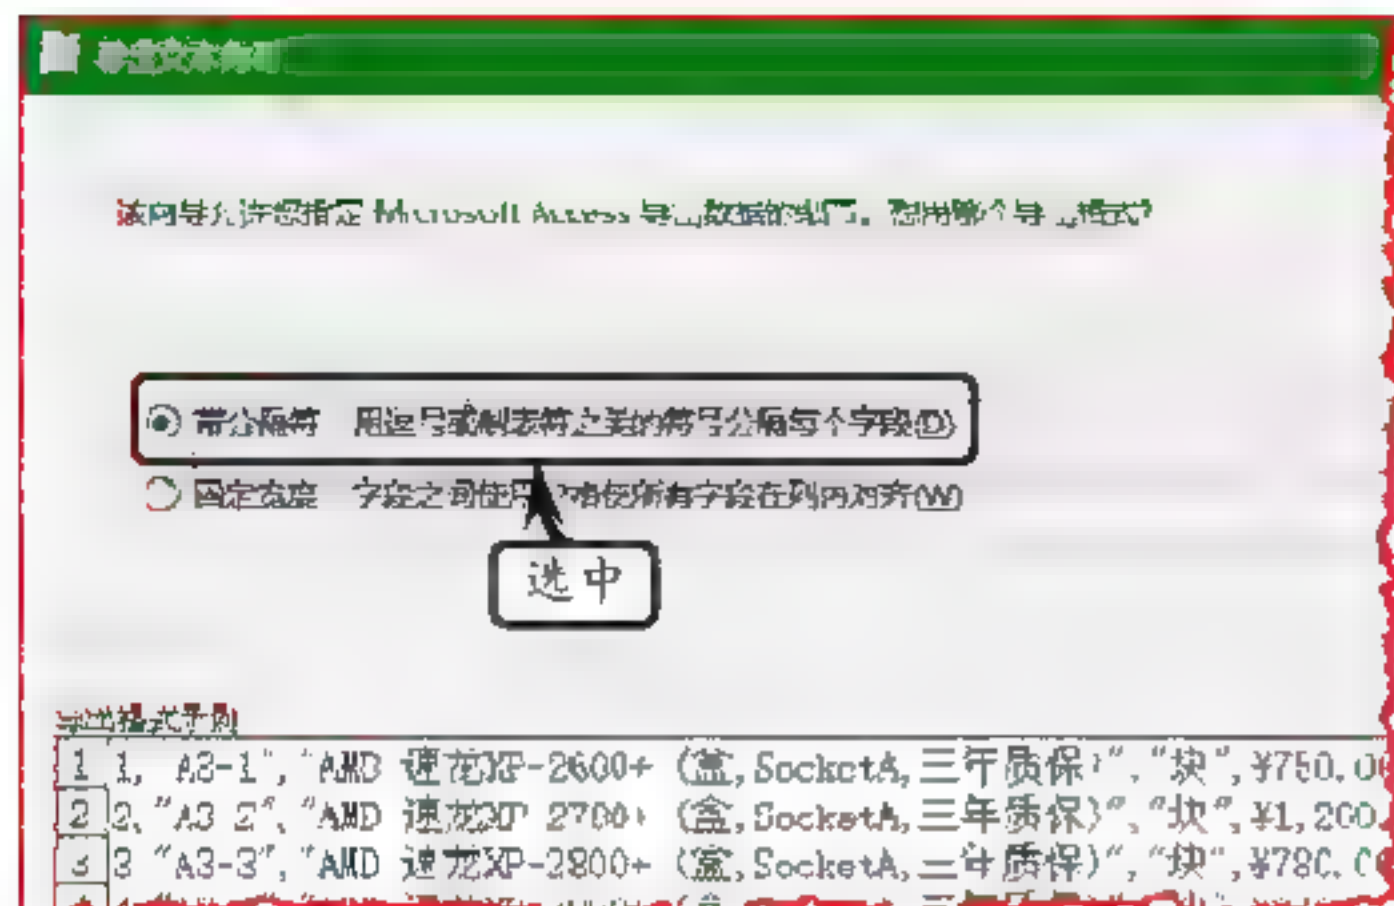 导出文本向导
该向导允许您指定 Microsoft Access 导出数据的细节。您用哪个导出格式?
带分隔符 用逗号或制表符之类的符号分隔每个字段(D)
固定宽度 字段之间使用空格使所有字段在列内对齐(W)
选中
导出格式示例
1 1, "A3-1", "AMD 速龙XP-2600+ (盒,SocketA,三年质保)", "块",¥750.0
2 2, "A3-2", "AMD 速龙XP-2700+ (盒,SocketA,三年质保)", "块",¥1,200.
3 3 "A3-3", "AMD 速龙XP-2800+ (盒,SocketA,三年质保)", "块",¥780.0